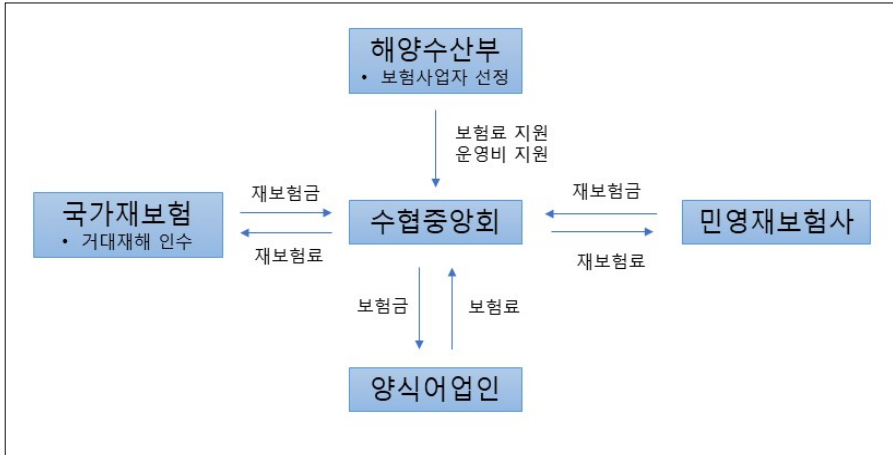 해양수산부
• 보험사업자 선정
보험료 지원
운영비 지원
재보험금
재보험금
국가재보험
• 거대재해 인수
수협중앙회
민영재보험사
재보험료
재보험료
보험금
보험료
양식어업인